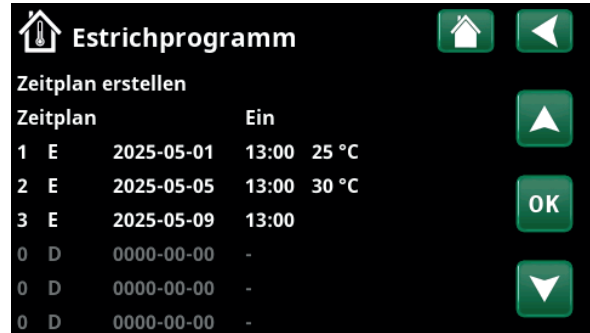 Estrichprogramm
Zeitplan erstellen
Zeitplan Ein
1 E 2025-05-01 13:00 25 °C
2 E 2025-05-05 13:00 30 °C
OK
3 E 2025-05-09 13:00
0 D 0000-00-00 -
0 D 0000-00-00 -
0 D 0000-00-00 -